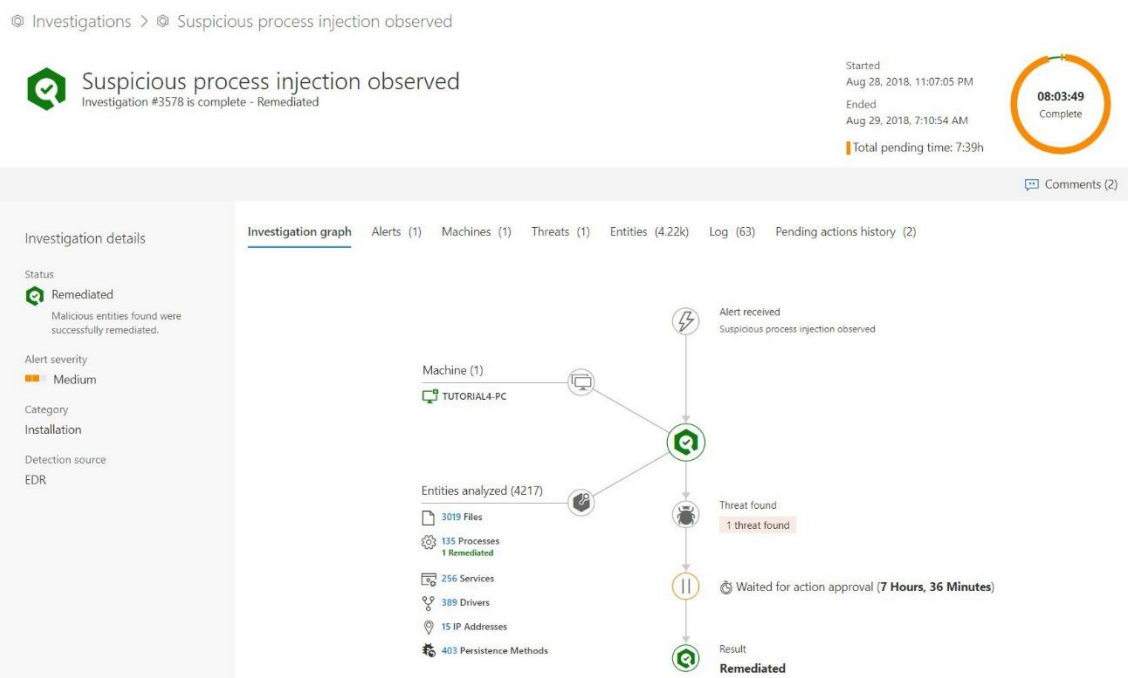 Investigations > Suspicious process injection observed
Suspicious process injection observed
Investigation #3578 is complete - Remediated
Started
Aug 28, 2018, 11:07:05 PM
Ended
Aug 29, 2018, 7:10:54 AM
Total pending time: 7:39h
08:03:49
Complete
Comments (2)
Investigation details
Status
Remediated
Malicious entities found were
successfully remediated.
Alert severity
Medium
Category
Installation
Detection source
EDR
Investigation graph Alerts (1) Machines (1) Threats (1) Entities (4.22k) Log (63) Pending actions history (2)
Alert received
Suspicious process injection observed
Machine (1)
TUTORIAL4-PC
Entities analyzed (4217)
3019 Files
135 Processes
1 Remediated
256 Services
389 Drivers
15 IP Addresses
403 Persistence Methods
Threat found
1 threat found
Waited for action approval (7 Hours, 36 Minutes)
Result
Remediated